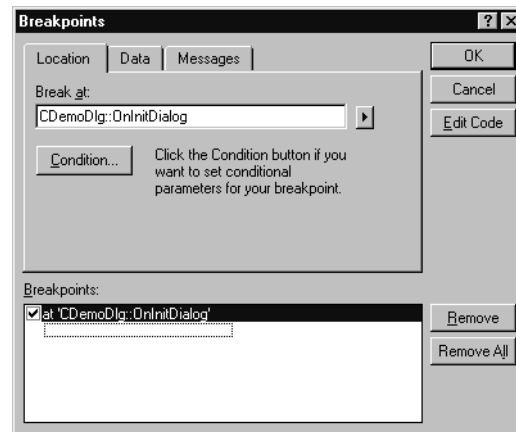 Breakpoints
Location
Data
Messages
Break at:
CDemoDlg::OnInitDialog
Condition...
Click the Condition button if you
want to set conditional
parameters for your breakpoint.
OK
Cancel
Edit Code
Breakpoints:
at 'CDemoDlg::OnInitDialog'
Remove
Remove All